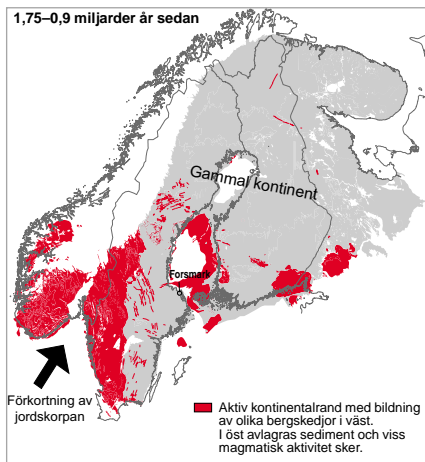 1,75–0,9 miljarder år sedan
Gammal kontinent
Forsmark
Förkortning av
jordskorpan
Aktiv kontinentalrand med bildning
av olika bergskedjor i väst.
I öst avlagras sediment och viss
magmatisk aktivitet sker.